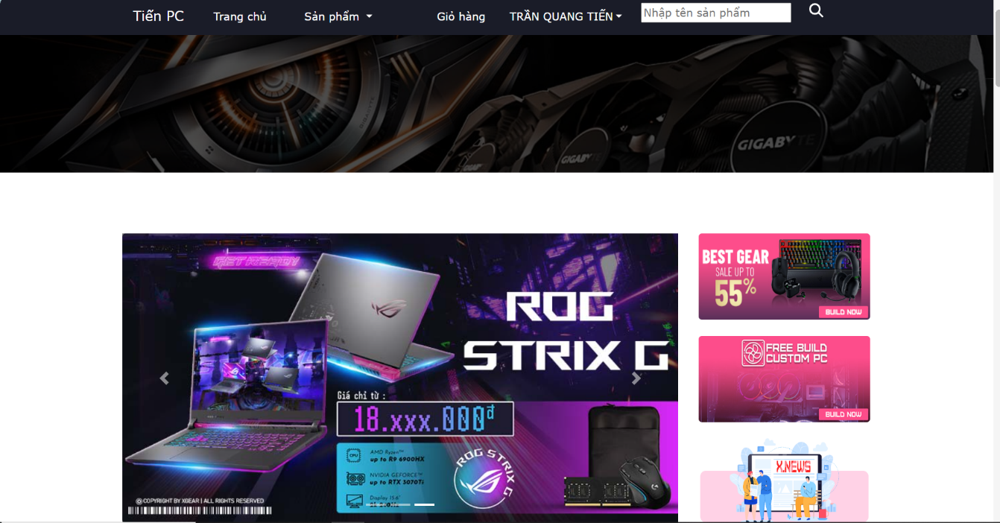 Tiến PC
Trang chủ
Sản phẩm
Giỏ hàng
TRẦN QUANG TIẾN
Nhập tên sản phẩm
GIGABYTE
GIGABYTE
GET READY
ROG
STRIX G
Giá chỉ từ :
18.xxx.000đ
CPU
AMD Ryzen™
up to R9 6900HX
NVIDIA GEFORCE™
up to RTX 3070Ti
Display 15.6"
ROG STRIX G
©COPYRIGHT BY XGEAR | ALL RIGHTS RESERVED
BEST GEAR
SALE UP TO
55%
BUILD NOW
FREE BUILD
CUSTOM PC
BUILD NOW
X.NEWS